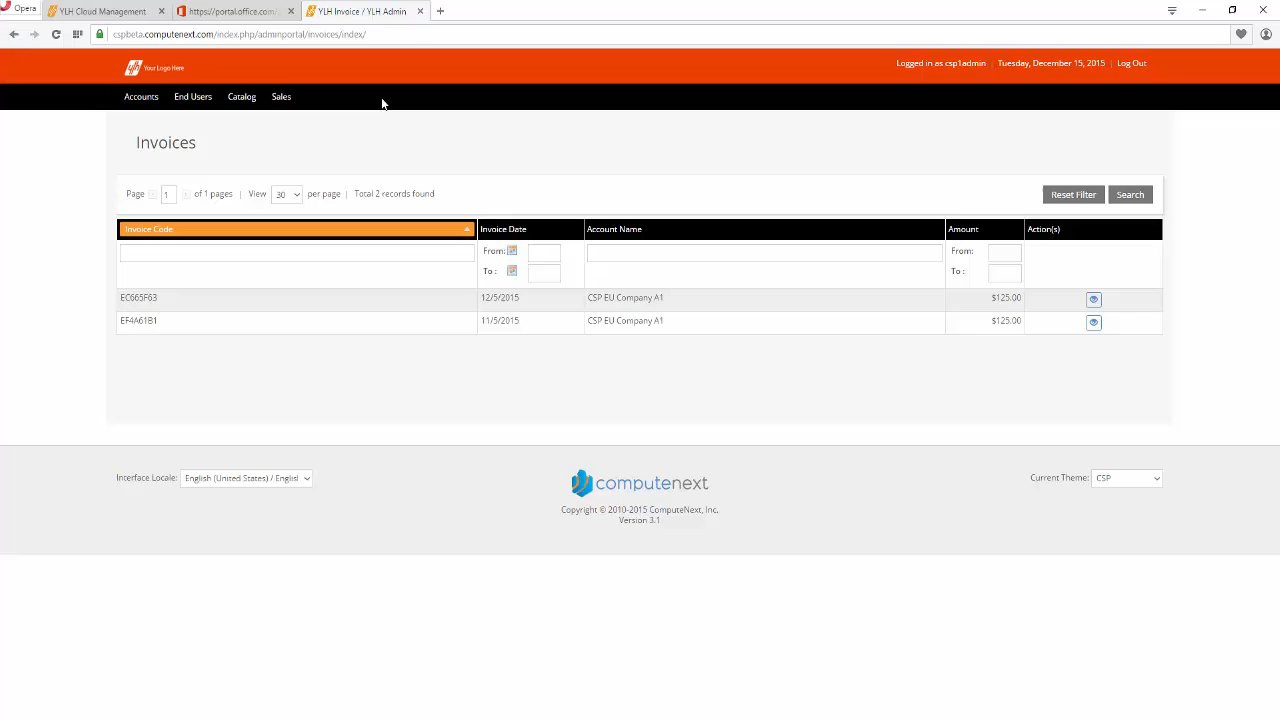 Opera
YLH Cloud Management
https://portal.office.com/
YLH Invoice / YLH Admin
cspbeta.computenext.com/index.php/adminportal/invoices/index/
ylh Your Logo Here
Logged in as csp1admin | Tuesday, December 15, 2015 | Log Out
Accounts End Users Catalog Sales
Invoices
Page 1 of 1 pages | View 30 per page | Total 2 records found
Reset Filter Search
Invoice Code Invoice Date Account Name Amount Action(s)
From: From:
To : To :
EC665F63 12/5/2015 CSP EU Company A1 $125.00
EF4A61B1 11/5/2015 CSP EU Company A1 $125.00
Interface Locale: English (United States) / Englisl
computenext
Current Theme: CSP
Copyright © 2010-2015 ComputeNext, Inc.
Version 3.1